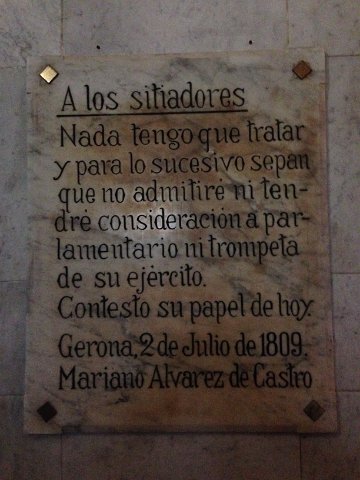 A los sitiadores
Nada tengo que tratar
y para lo sucesivo sepan
que no admitiré ni ten-
dré consideración á par-
lamentario ni trompeta
de su ejército.
Contesto su papel de hoy.
Gerona, 2 de Julio de 1809.
Mariano Alvarez de Castro